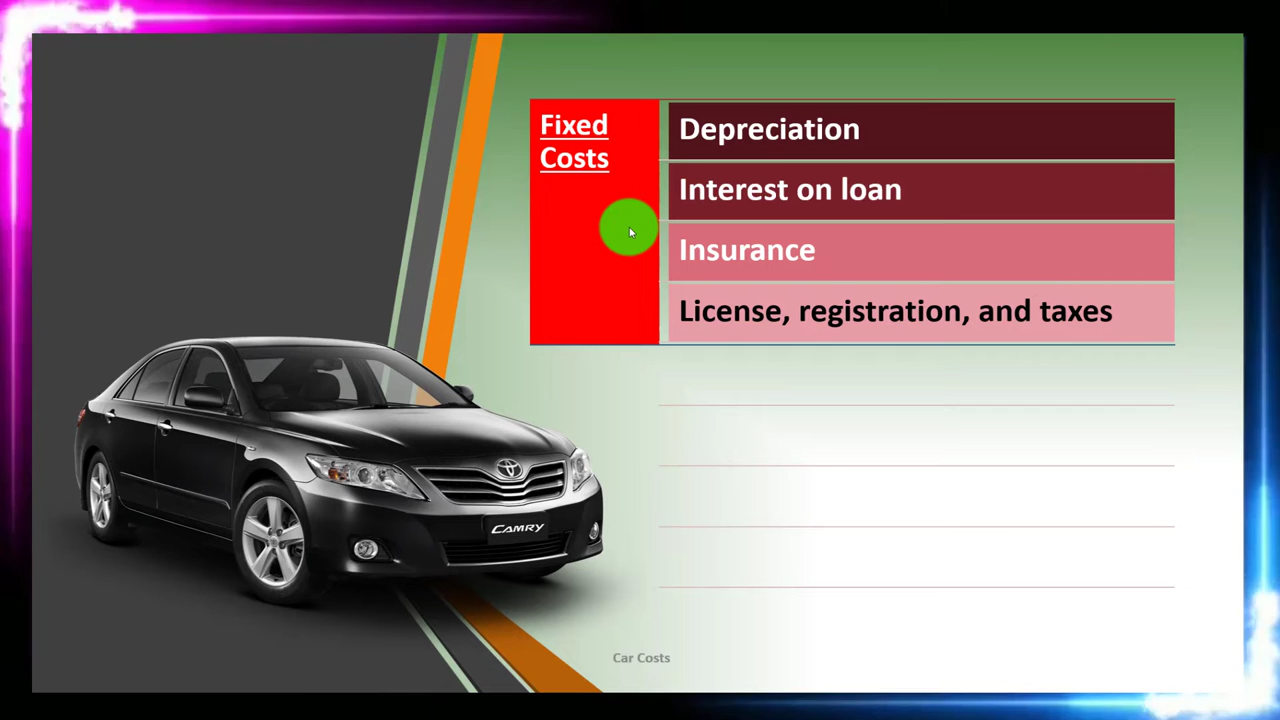 Fixed
Costs
Depreciation
Interest on loan
Insurance
License, registration, and taxes
CAMRY
Car Costs